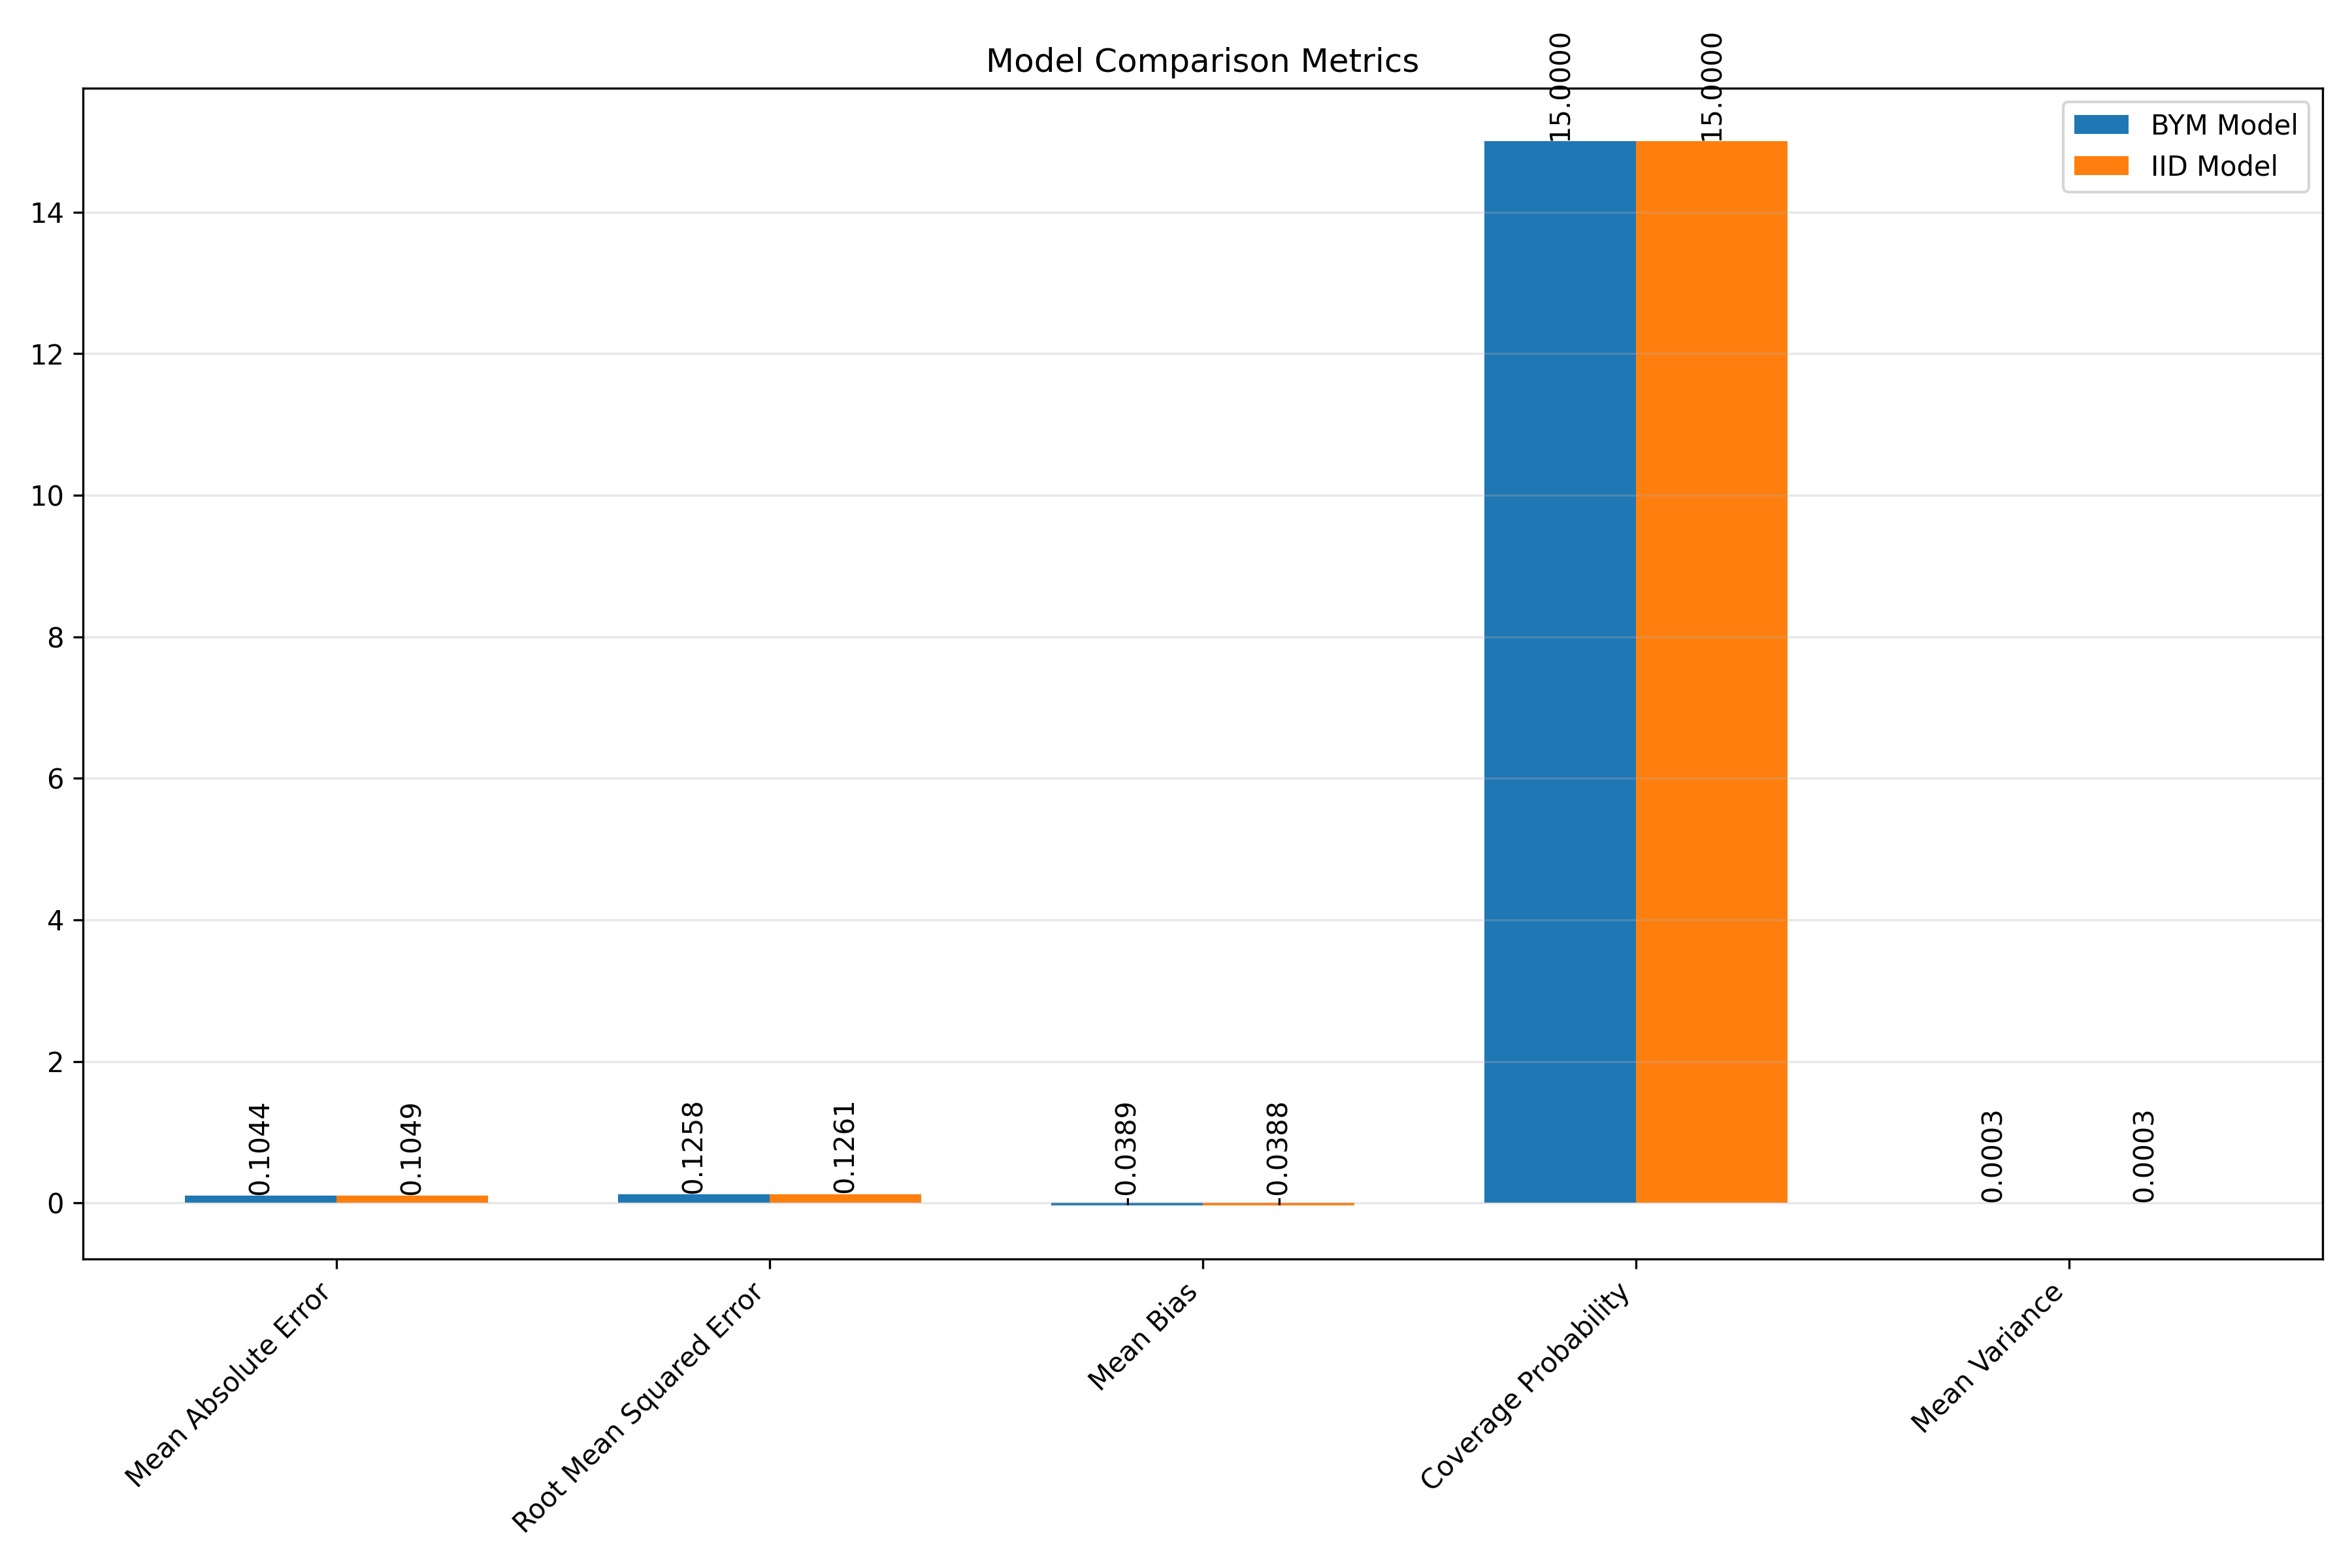 Model Comparison Metrics
BYM Model
IID Model
14
12
10
8
6
4
2
0
0.1044
0.1049
0.1258
0.1261
-0.0389
-0.0388
15.0000
15.0000
0.0003
0.0003
Mean Absolute Error
Root Mean Squared Error
Mean Bias
Coverage Probability
Mean Variance